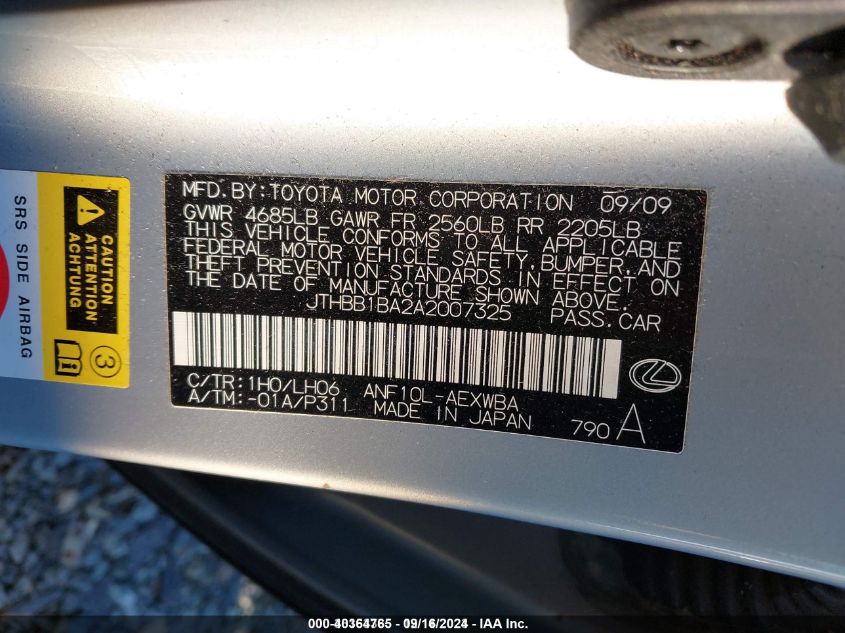 MFD. BY: TOYOTA MOTOR CORPORATION 09/09
GVWR 4685LB GAWR FR 2560LB RR 2205LB
THIS VEHICLE CONFORMS TO ALL APPLICABLE
FEDERAL MOTOR VEHICLE SAFETY, BUMPER, AND
THEFT PREVENTION STANDARDS IN EFFECT ON
THE DATE OF MANUFACTURE SHOWN ABOVE.
JTHBB1BA2A2007325 PASS. CAR
C/TR: 1H0/LH06 ANF10L-AEXWBA
A/TM: -01A/P311 MADE IN JAPAN
790 A
CAUTION
ATTENTION
ACHTUNG
SRS SIDE AIRBAG
3
000-40364765 - 09/16/2024 - IAA Inc.